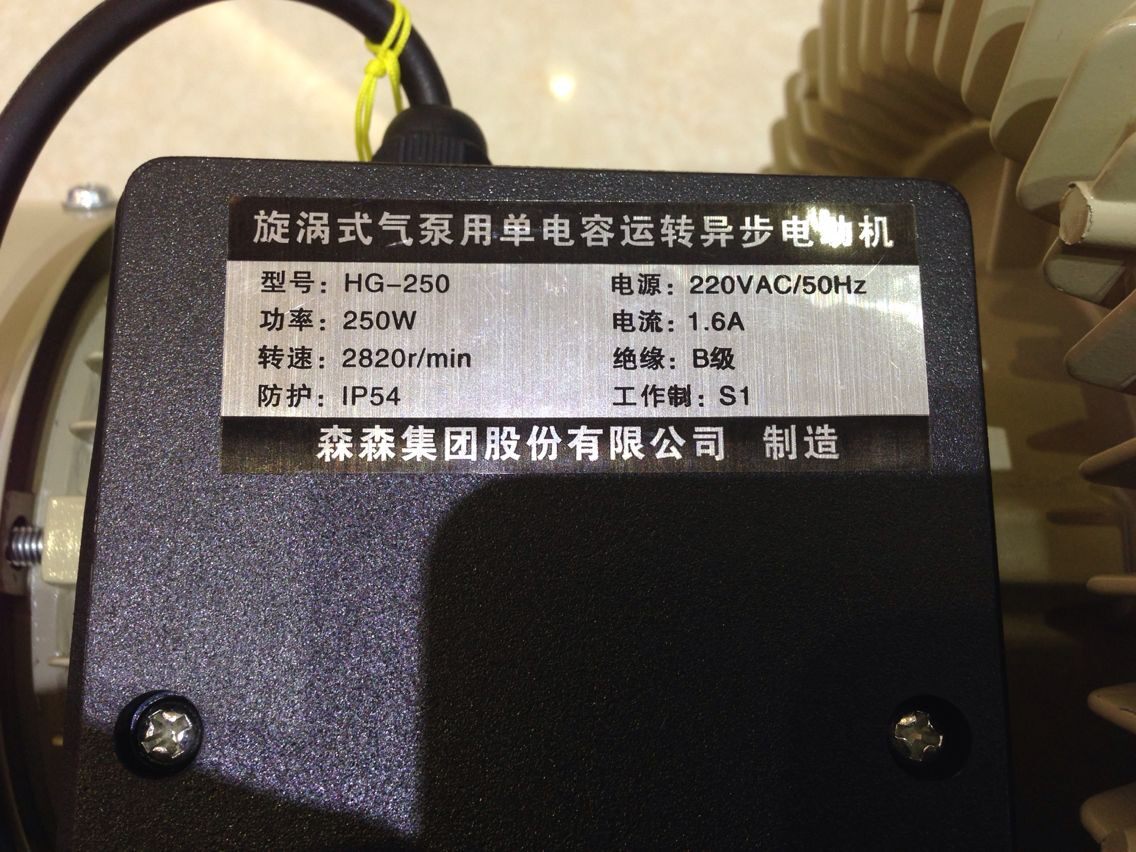 旋涡式气泵用单电容运转异步电动机
型号：HG-250 电源：220VAC/50Hz
功率：250W 电流：1.6A
转速：2820r/min 绝缘：B级
防护：IP54 工作制：S1
森森集团股份有限公司 制造